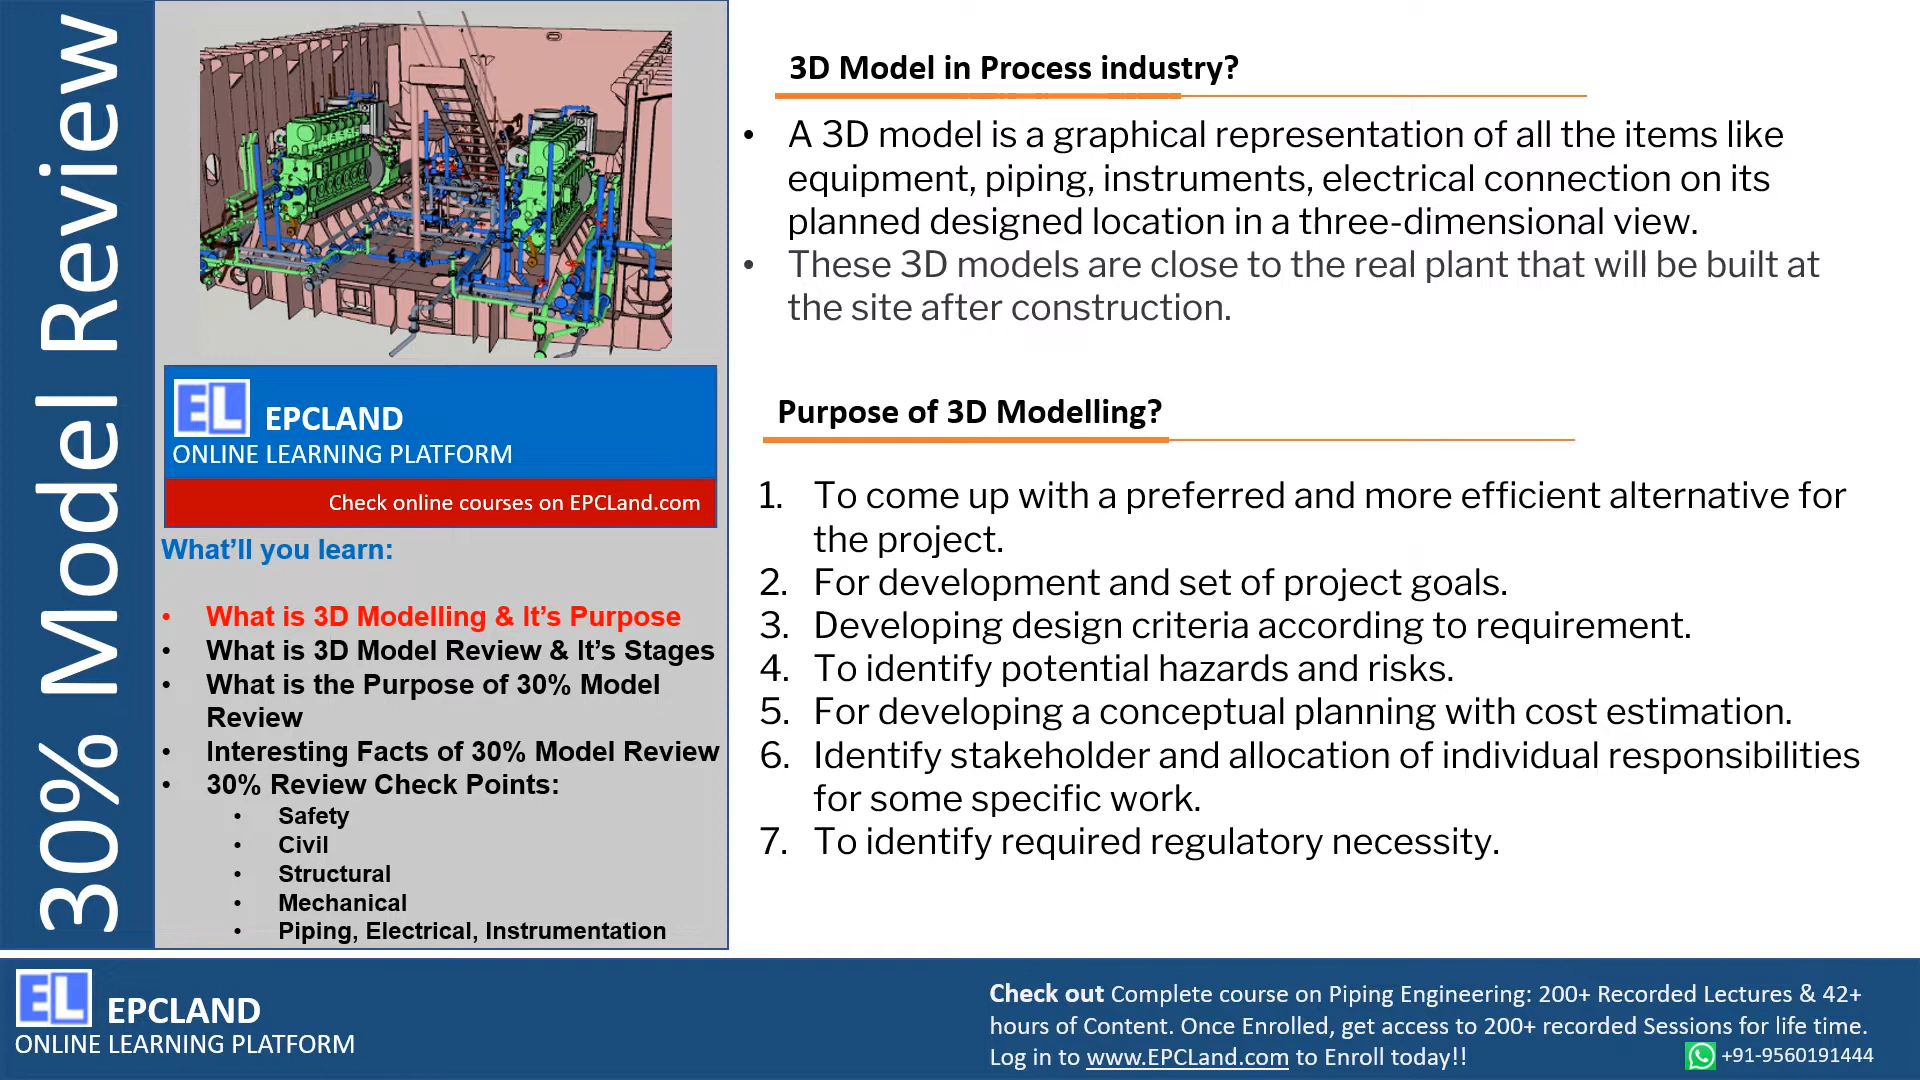 30% Model Review
EL EPCLAND
ONLINE LEARNING PLATFORM
Check online courses on EPCLand.com
What’ll you learn:
• What is 3D Modelling & It’s Purpose
• What is 3D Model Review & It’s Stages
• What is the Purpose of 30% Model
Review
• Interesting Facts of 30% Model Review
• 30% Review Check Points:
• Safety
• Civil
• Structural
• Mechanical
• Piping, Electrical, Instrumentation
3D Model in Process industry?
• A 3D model is a graphical representation of all the items like
equipment, piping, instruments, electrical connection on its
planned designed location in a three-dimensional view.
• These 3D models are close to the real plant that will be built at
the site after construction.
Purpose of 3D Modelling?
1. To come up with a preferred and more efficient alternative for
the project.
2. For development and set of project goals.
3. Developing design criteria according to requirement.
4. To identify potential hazards and risks.
5. For developing a conceptual planning with cost estimation.
6. Identify stakeholder and allocation of individual responsibilities
for some specific work.
7. To identify required regulatory necessity.
EL EPCLAND
ONLINE LEARNING PLATFORM
Check out Complete course on Piping Engineering: 200+ Recorded Lectures & 42+
hours of Content. Once Enrolled, get access to 200+ recorded Sessions for life time.
Log in to www.EPCLand.com to Enroll today!!
+91-9560191444